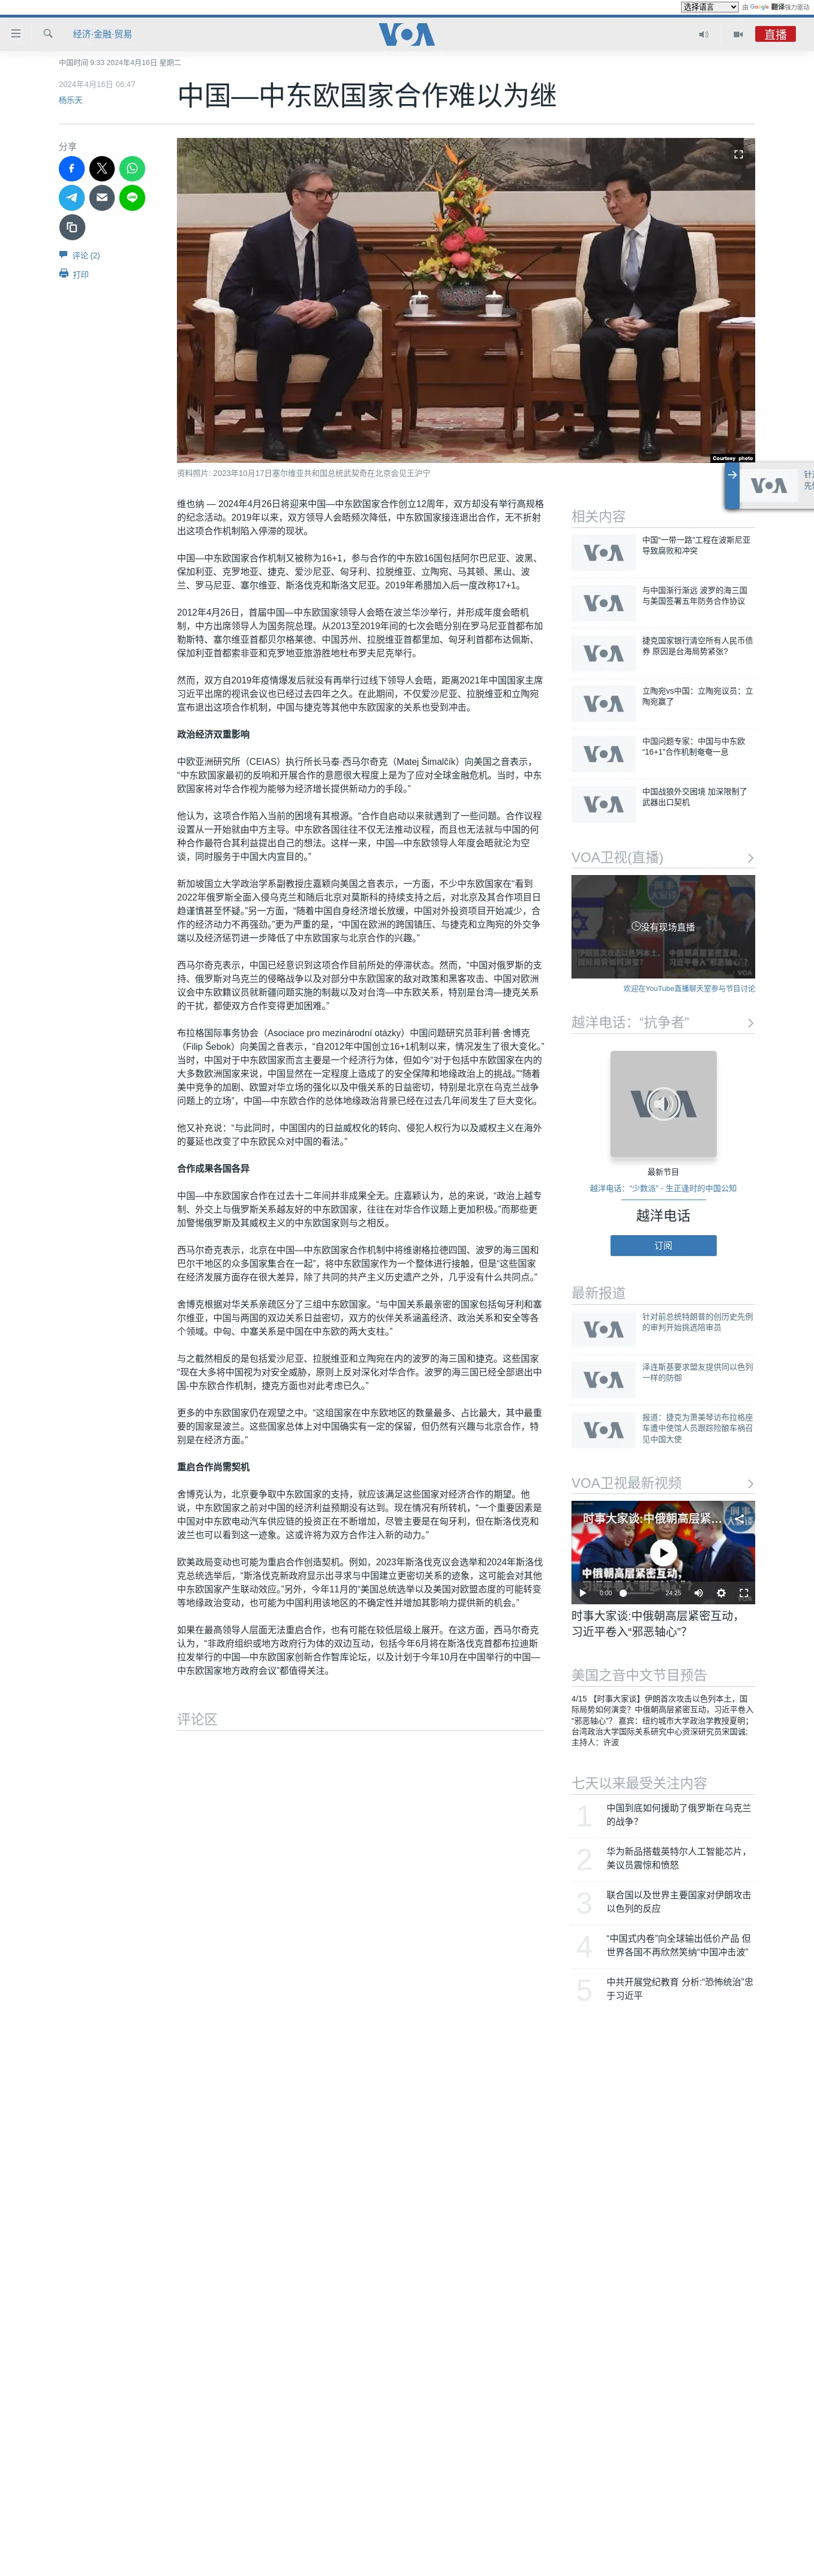 选择语言 由 Google 翻译强力驱动
经济·金融·贸易
VOA
直播
中国时间 9:33 2024年4月16日 星期二
2024年4月16日 06:47
杨乐天
中国—中东欧国家合作难以为继
分享
评论 (2)
打印
Courtesy photo
资料照片: 2023年10月17日塞尔维亚共和国总统武契奇在北京会见王沪宁
维也纳 — 2024年4月26日将迎来中国—中东欧国家合作创立12周年，双方却没有举行高规格
的纪念活动。2019年以来，双方领导人会晤频次降低，中东欧国家接连退出合作，无不折射
出这项合作机制陷入停滞的现状。
中国—中东欧国家合作机制又被称为16+1，参与合作的中东欧16国包括阿尔巴尼亚、波黑、
保加利亚、克罗地亚、捷克、爱沙尼亚、匈牙利、拉脱维亚、立陶宛、马其顿、黑山、波
兰、罗马尼亚、塞尔维亚、斯洛伐克和斯洛文尼亚。2019年希腊加入后一度改称17+1。
2012年4月26日，首届中国—中东欧国家领导人会晤在波兰华沙举行，并形成年度会晤机
制，中方出席领导人为国务院总理。从2013至2019年间的七次会晤分别在罗马尼亚首都布加
勒斯特、塞尔维亚首都贝尔格莱德、中国苏州、拉脱维亚首都里加、匈牙利首都布达佩斯、
保加利亚首都索非亚和克罗地亚旅游胜地杜布罗夫尼克举行。
然而，双方自2019年疫情爆发后就没有再举行过线下领导人会晤，距离2021年中国国家主席
习近平出席的视讯会议也已经过去四年之久。在此期间，不仅爱沙尼亚、拉脱维亚和立陶宛
宣布退出这项合作机制，中国与捷克等其他中东欧国家的关系也受到冲击。
政治经济双重影响
中欧亚洲研究所（CEIAS）执行所长马泰·西马尔奇克（Matej Šimalčík）向美国之音表示，
“中东欧国家最初的反响和开展合作的意愿很大程度上是为了应对全球金融危机。当时，中东
欧国家将对华合作视为能够为经济增长提供新动力的手段。”
他认为，这项合作陷入当前的困境有其根源。“合作自启动以来就遇到了一些问题。合作议程
设置从一开始就由中方主导。中东欧各国往往不仅无法推动议程，而且也无法就与中国的何
种合作最符合其利益提出自己的想法。这样一来，中国—中东欧领导人年度会晤就沦为空
谈，同时服务于中国大内宣目的。”
新加坡国立大学政治学系副教授庄嘉颖向美国之音表示，一方面，不少中东欧国家在“看到
2022年俄罗斯全面入侵乌克兰和随后北京对莫斯科的持续支持之后，对北京及其合作项目日
趋谨慎甚至怀疑。”另一方面，“随着中国自身经济增长放缓，中国对外投资项目开始减少，合
作的经济动力不再强劲。”更为严重的是，“中国在欧洲的跨国镇压、与捷克和立陶宛的外交争
端以及经济惩罚进一步降低了中东欧国家与北京合作的兴趣。”
西马尔奇克表示，中国已经意识到这项合作目前所处的停滞状态。然而，“中国对俄罗斯的支
持、俄罗斯对乌克兰的侵略战争以及对部分中东欧国家的敌对政策和黑客攻击、中国对欧洲
议会中东欧籍议员就新疆问题实施的制裁以及对台湾—中东欧关系，特别是台湾—捷克关系
的干扰，都使双方合作变得更加困难。”
布拉格国际事务协会（Asociace pro mezinárodní otázky）中国问题研究员菲利普·舍博克
（Filip Šebok）向美国之音表示，“自2012年中国创立16+1机制以来，情况发生了很大变化。”
当时，中国对于中东欧国家而言主要是一个经济行为体，但如今“对于包括中东欧国家在内的
大多数欧洲国家来说，中国显然在一定程度上造成了的安全保障和地缘政治上的挑战。”“随着
美中竞争的加剧、欧盟对华立场的强化以及中俄关系的日益密切，特别是北京在乌克兰战争
问题上的立场”，中国—中东欧合作的总体地缘政治背景已经在过去几年间发生了巨大变化。
他又补充说：“与此同时，中国国内的日益威权化的转向、侵犯人权行为以及威权主义在海外
的蔓延也改变了中东欧民众对中国的看法。”
合作成果各国各异
中国—中东欧国家合作在过去十二年间并非成果全无。庄嘉颖认为，总的来说，“政治上越专
制、外交上与俄罗斯关系越友好的中东欧国家，往往在对华合作议题上更加积极。”而那些更
加警惕俄罗斯及其威权主义的中东欧国家则与之相反。
西马尔奇克表示，北京在中国—中东欧国家合作机制中将维谢格拉德四国、波罗的海三国和
巴尔干地区的众多国家集合在一起”，将中东欧国家作为一个整体进行接触，但是“这些国家
在经济发展方面存在很大差异，除了共同的共产主义历史遗产之外，几乎没有什么共同点。”
舍博克根据对华关系亲疏区分了三组中东欧国家。“与中国关系最亲密的国家包括匈牙利和塞
尔维亚，中国与两国的双边关系日益密切，双方的伙伴关系涵盖经济、政治关系和安全等各
个领域。中匈、中塞关系是中国在中东欧的两大支柱。”
与之截然相反的是包括爱沙尼亚、拉脱维亚和立陶宛在内的波罗的海三国和捷克。这些国家
“现在大多将中国视为对安全威胁，原则上反对深化对华合作。波罗的海三国已经全部退出中
国-中东欧合作机制，捷克方面也对此考虑已久。”
更多的中东欧国家仍在观望之中。“这组国家在中东欧地区的数量最多、占比最大，其中最重
要的国家是波兰。这些国家总体上对中国确实有一定的保留，但仍然有兴趣与北京合作，特
别是在经济方面。”
重启合作尚需契机
舍博克认为，北京要争取中东欧国家的支持，就应该满足这些国家对经济合作的期望。他
说，中东欧国家之前对中国的经济利益预期没有达到。现在情况有所转机，“一个重要因素是
中国对中东欧电动汽车供应链的投资正在不断增加，尽管主要是在匈牙利，但在斯洛伐克和
波兰也可以看到这一迹象。这或许将为双方合作注入新的动力。”
欧美政局变动也可能为重启合作创造契机。例如，2023年斯洛伐克议会选举和2024年斯洛伐
克总统选举后，“斯洛伐克新政府显示出寻求与中国建立更密切关系的迹象，这可能会对其他
中东欧国家产生联动效应。”另外，今年11月的“美国总统选举以及美国对欧盟态度的可能转变
等地缘政治变动，也可能为中国利用该地区的不确定性并增加其影响力提供新的机会。”
如果在最高领导人层面无法重启合作，也有可能在较低层级上展开。在这方面，西马尔奇克
认为，“非政府组织或地方政府行为体的双边互动，包括今年6月将在斯洛伐克首都布拉迪斯
拉发举行的中国—中东欧国家创新合作智库论坛，以及计划于今年10月在中国举行的中国—
中东欧国家地方政府会议”都值得关注。
评论区
相关内容
中国“一带一路”工程在波斯尼亚
导致腐败和冲突
与中国渐行渐远 波罗的海三国
与美国签署五年防务合作协议
捷克国家银行清空所有人民币债
券 原因是台海局势紧张?
立陶宛vs中国：立陶宛议员：立
陶宛赢了
中国问题专家：中国与中东欧
“16+1”合作机制奄奄一息
中国战狼外交困境 加深限制了
武器出口契机
VOA卫视(直播)
没有现场直播
欢迎在YouTube直播聊天室参与节目讨论
越洋电话：“抗争者”
最新节目
越洋电话：“少数派” - 生正逢时的中国公知
越洋电话
订阅
最新报道
针对前总统特朗普的创历史先例
的审判开始挑选陪审员
泽连斯基要求盟友提供同以色列
一样的防御
报道：捷克为萧美琴访布拉格座
车遭中使馆人员跟踪险酿车祸召
见中国大使
VOA卫视最新视频
时事大家谈:中俄朝高层紧...
中俄朝高层紧密互动，
0:00 24:25
时事大家谈:中俄朝高层紧密互动，
习近平卷入“邪恶轴心”？
美国之音中文节目预告
4/15 【时事大家谈】伊朗首次攻击以色列本土，国
际局势如何演变？中俄朝高层紧密互动，习近平卷入
“邪恶轴心”？ 嘉宾：纽约城市大学政治学教授夏明；
台湾政治大学国际关系研究中心资深研究员宋国诚;
主持人：许波
七天以来最受关注内容
1 中国到底如何援助了俄罗斯在乌克兰
的战争?
2 华为新品搭载英特尔人工智能芯片，
美议员震惊和愤怒
3 联合国以及世界主要国家对伊朗攻击
以色列的反应
4 “中国式内卷”向全球输出低价产品 但
世界各国不再欣然笑纳“中国冲击波”
5 中共开展党纪教育 分析:“恐怖统治”忠
于习近平